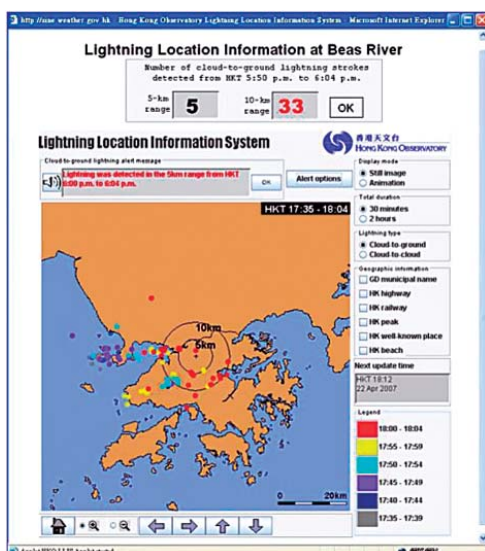 http://nne weather gov hk - Hong Kong Observatory Lightning Location Information System - Microsoft Internet Explorer
Lightning Location Information at Beas River
Number of cloud-to-ground lightning strokes
detected from HKT 5:50 p.m. to 6:04 p.m.
5-km range 5
10-km range 33
OK
Lightning Location Information System
香港天文台
HONG KONG OBSERVATORY
Cloud-to-ground lightning alert message
Lightning was detected in the 5km range from HKT
6:00 p.m. to 6:04 p.m.
OK
Alert options
Display mode
Still image
Animation
Total duration
30 minutes
2 hours
Lightning type
Cloud-to-ground
Cloud-to-cloud
Geographic information
GD municipal name
HK highway
HK railway
HK peak
HK well-known place
HK beach
Next update time
HKT 18:12
22 Apr 2007
Legend
18:00 - 18:04
17:55 - 17:59
17:50 - 17:54
17:45 - 17:49
17:40 - 17:44
17:35 - 17:39
HKT 17:35 - 18:04
10km
5km
0 20km